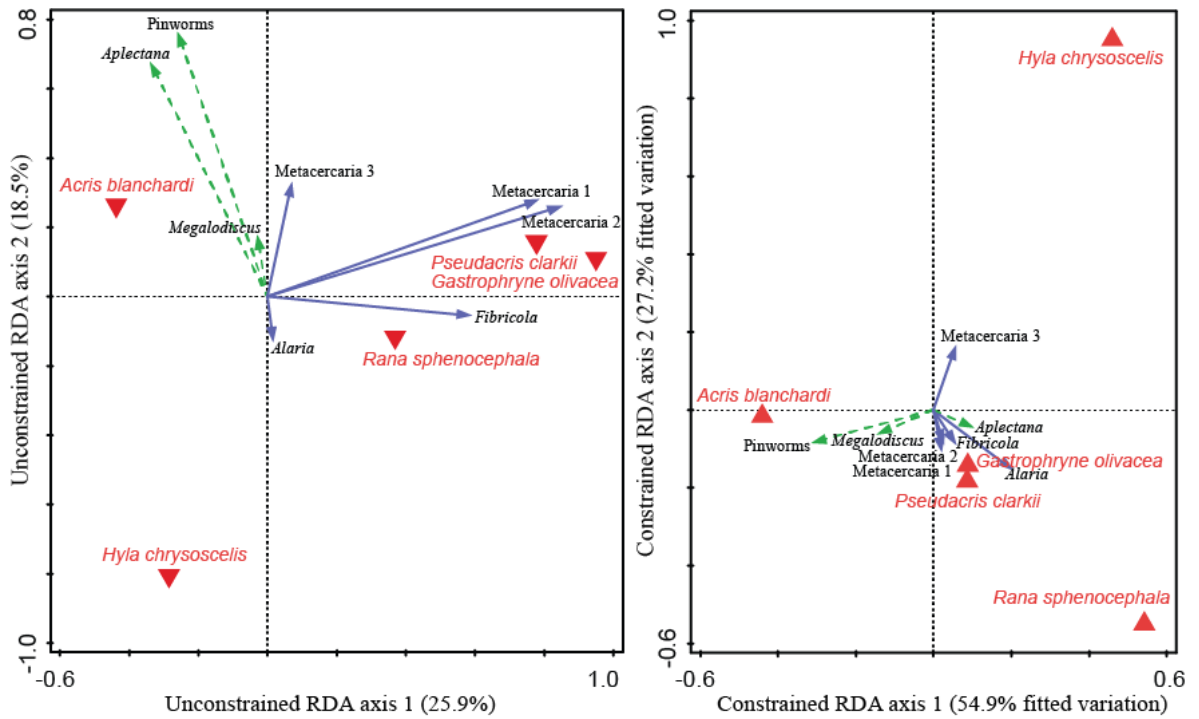 0.8
Pinworms
Aplectana
Metacercaria 3
Acris blanchardi
Metacercaria 1
Megalodiscus
Metacercaria 2
Pseudacris clarkii
Gastrophryne olivacea
Fibricola
Alaria
Rana sphenocephala
Hyla chrysoscelis
Unconstrained RDA axis 2 (18.5%)
-1.0
-0.6
1.0
Unconstrained RDA axis 1 (25.9%)
1.0
Hyla chrysoscelis
Metacercaria 3
Acris blanchardi
Aplectana
Pinworms
Megalodiscus
Fibricola
Metacercaria 2
Gastrophryne olivacea
Metacercaria 1
Alaria
Pseudacris clarkii
Rana sphenocephala
Constrained RDA axis 2 (27.2% fitted variation)
-0.6
-0.6
0.6
Constrained RDA axis 1 (54.9% fitted variation)